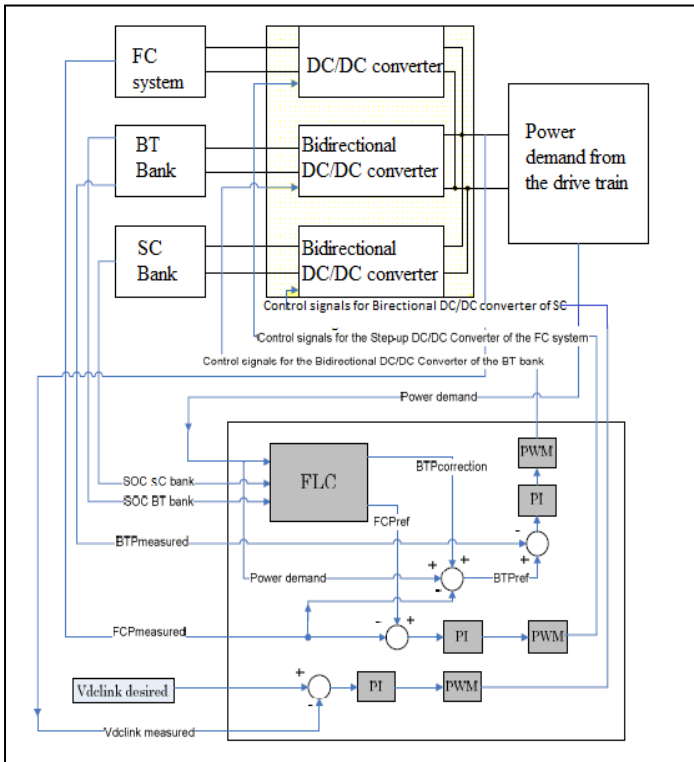 FC
system
DC/DC converter
BT
Bank
Bidirectional
DC/DC converter
Power
demand from
the drive train
SC
Bank
Bidirectional
DC/DC converter
Control signals for Birectional DC/DC converter of SC
Control signals for the Step-up DC/DC Converter of the FC system
Control signals for the Bidirectional DC/DC Converter of the BT bank
Power demand
PWM
FLC
BTPcorrection
SOC SC bank
PI
SOC BT bank
FCPref
-
BTPmeasured
+
+
+
Power demand
BTPref
-
FCPmeasured
-
+
PI
PWM
+
Vdclink desired
PI
PWM
-
Vdclink measured